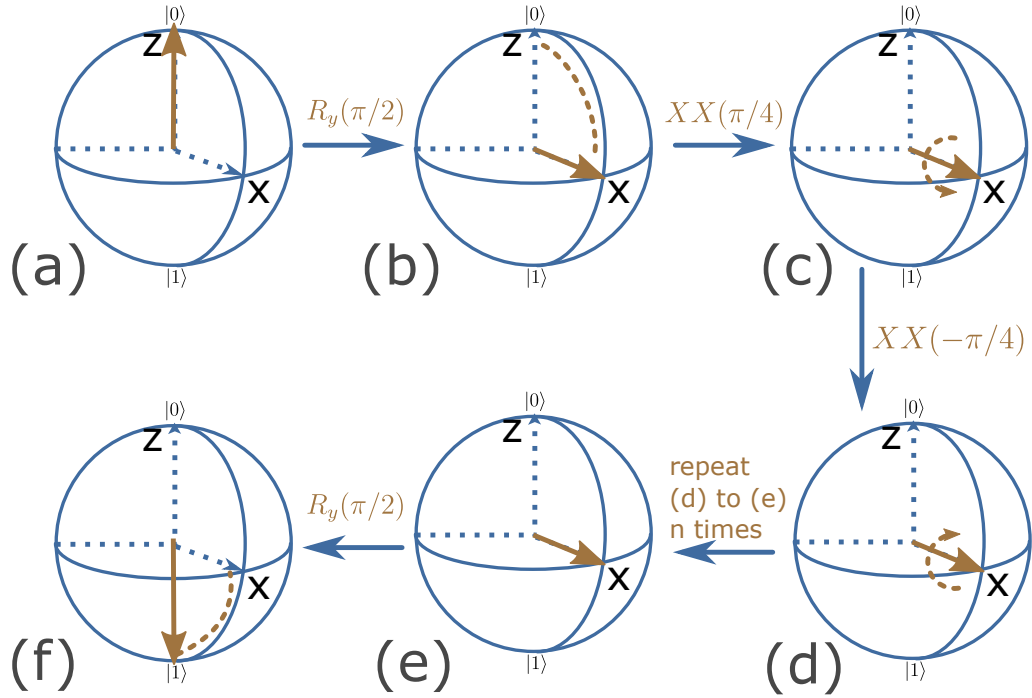 |0⟩ |0⟩ |0⟩
Z Z Z
R_y(π/2) XX(π/4)
X X X
(a) (b) (c)
|1⟩ |1⟩ |1⟩
XX(−π/4)
|0⟩ |0⟩ |0⟩
Z Z Z
repeat
(d) to (e)
n times
R_y(π/2)
X X X
(f) (e) (d)
|1⟩ |1⟩ |1⟩